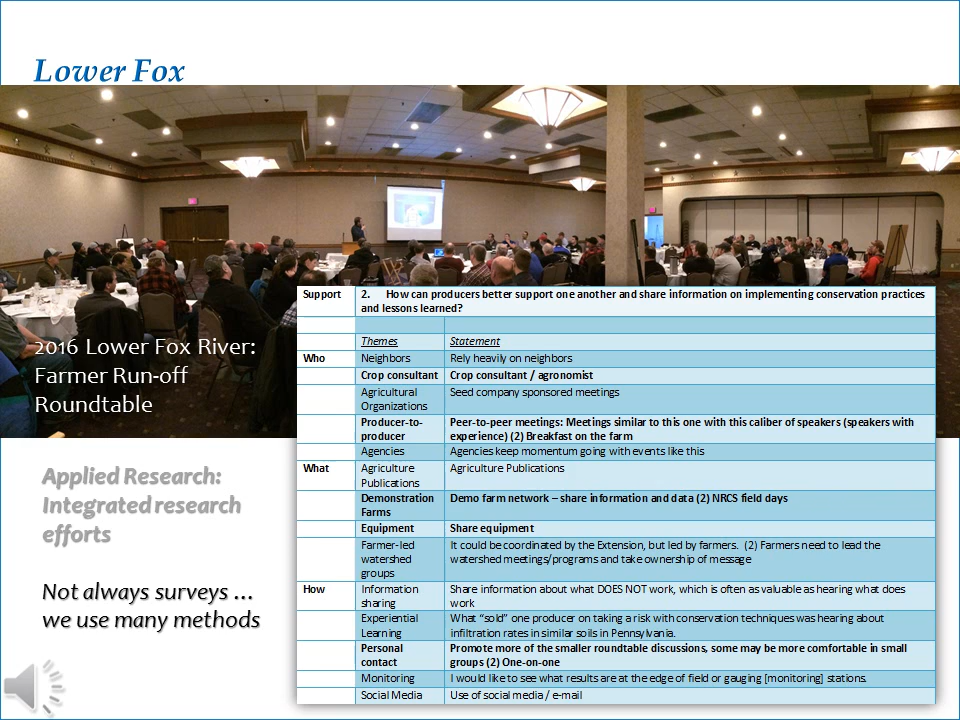 Lower Fox
2016 Lower Fox River:
Farmer Run-off
Roundtable
Applied Research:
Integrated research
efforts
Not always surveys …
we use many methods
Support 2. How can producers better support one another and share information on implementing conservation practices
and lessons learned?
Themes Statement
Who Neighbors Rely heavily on neighbors
Crop consultant Crop consultant / agronomist
Agricultural Seed company sponsored meetings
Organizations
Producer-to- Peer-to-peer meetings: Meetings similar to this one with this caliber of speakers (speakers with
producer experience) (2) Breakfast on the farm
Agencies Agencies keep momentum going with events like this
What Agriculture Agriculture Publications
Publications
Demonstration Demo farm network – share information and data (2) NRCS field days
Farms
Equipment Share equipment
Farmer-led It could be coordinated by the Extension, but led by farmers. (2) Farmers need to lead the
watershed watershed meetings/programs and take ownership of message
groups
How Information Share information about what DOES NOT work, which is often as valuable as hearing what does
sharing work
Experiential What “sold” one producer on taking a risk with conservation techniques was hearing about
Learning infiltration rates in similar soils in Pennsylvania.
Personal Promote more of the smaller roundtable discussions, some may be more comfortable in small
contact groups (2) One-on-one
Monitoring I would like to see what results are at the edge of field or gauging [monitoring] stations.
Social Media Use of social media / e-mail